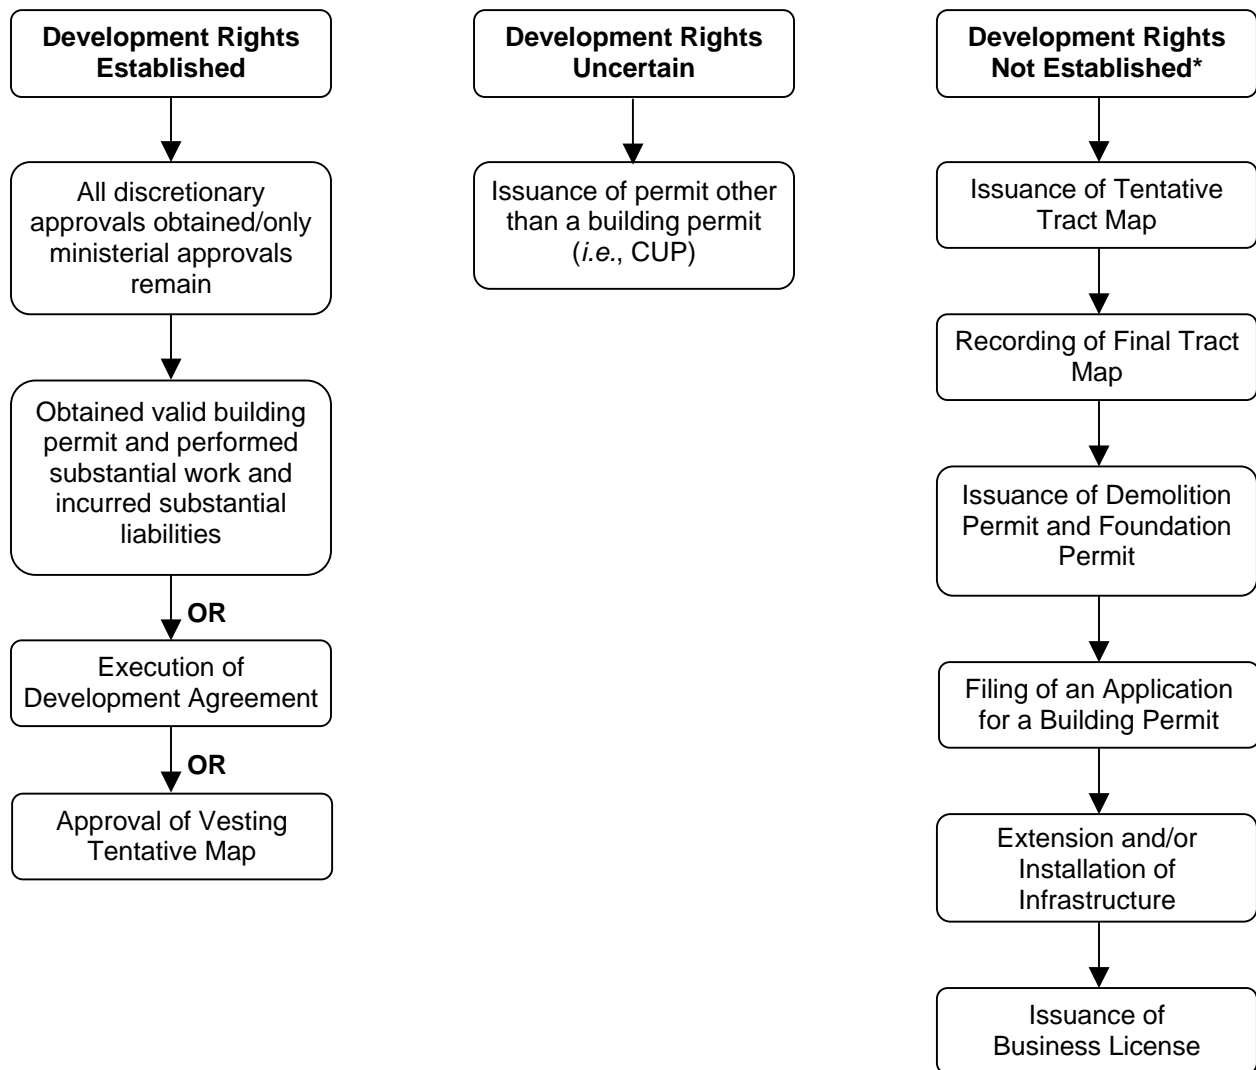 Development Rights
Established
All discretionary
approvals obtained/only
ministerial approvals
remain
Obtained valid building
permit and performed
substantial work and
incurred substantial
liabilities
OR
Execution of
Development Agreement
OR
Approval of Vesting
Tentative Map
Development Rights
Uncertain
Issuance of permit other
than a building permit
(i.e., CUP)
Development Rights
Not Established*
Issuance of Tentative
Tract Map
Recording of Final Tract
Map
Issuance of Demolition
Permit and Foundation
Permit
Filing of an Application
for a Building Permit
Extension and/or
Installation of
Infrastructure
Issuance of
Business License